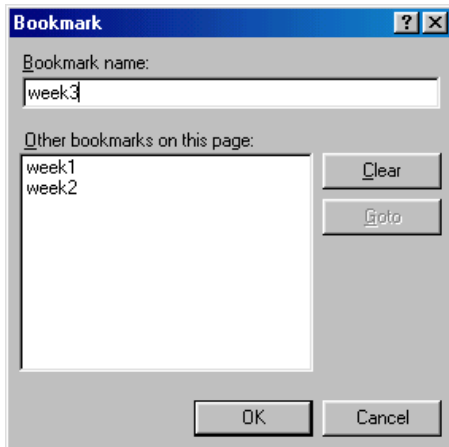 Bookmark
Bookmark name:
week3
Other bookmarks on this page:
week1
week2
Clear
Goto
OK
Cancel